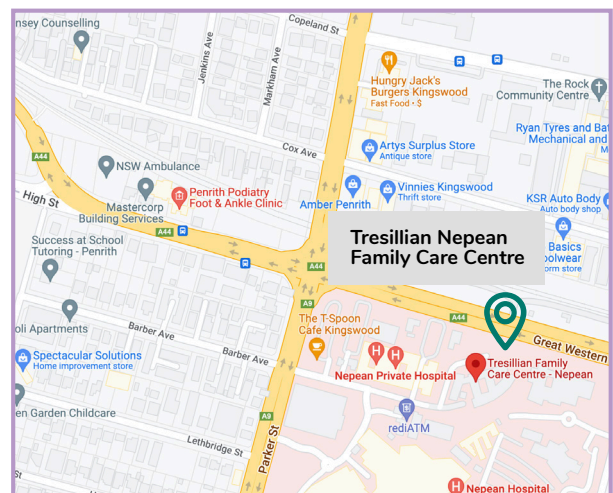 nsey Counselling
Copeland St
Jenkins Ave
Markham Ave
Hungry Jack's
Burgers Kingswood
Fast Food • $
The Rock
Community Centre
Ryan Tyres and Bat
Mechanical and
M
A44
Cox Ave
Artys Surplus Store
Antique store
NSW Ambulance
Penrith Podiatry
Foot & Ankle Clinic
Amber Penrith
Vinnies Kingswood
Thrift store
KSR Auto Body
Auto body shop
High St
Mastercorp
Building Services
A44
Success at School
Tutoring - Penrith
Tresillian Nepean
Family Care Centre
Basics
oolwear
orm store
A44
A9
The T-Spoon
Cafe Kingswood
A44
Great Western
oli Apartments
Barber Ave
Barber Ave
Spectacular Solutions
Home improvement store
H
H
Nepean Private Hospital
Tresillian Family
Care Centre - Nepean
en Garden Childcare
A9
rediATM
Lethbridge St
Parker St
St
H
Nepean Hospital